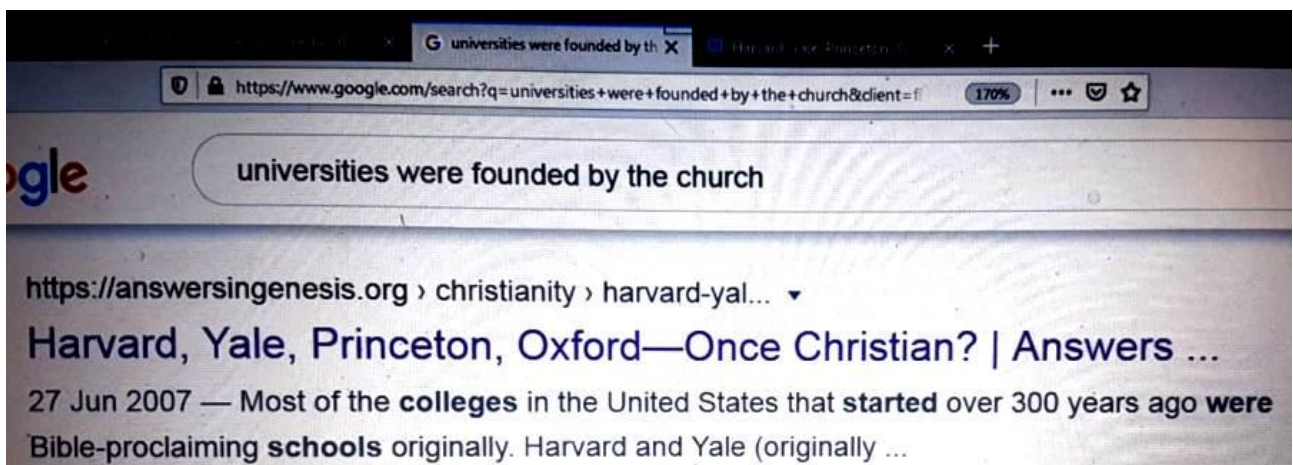 G universities were founded by th X
https://www.google.com/search?q=universities+were+founded+by+the+church&client=fi 170%
ogle universities were founded by the church
https://answersingenesis.org › christianity › harvard-yal...
Harvard, Yale, Princeton, Oxford—Once Christian? | Answers ...
27 Jun 2007 — Most of the colleges in the United States that started over 300 years ago were
Bible-proclaiming schools originally. Harvard and Yale (originally ...